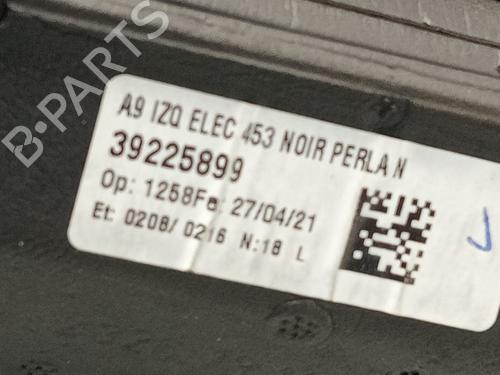 B-PARTS
A9 IZQ ELEC 453 NOIR PERLA N
39225899
Op: 1258Fe: 27/04/21
Et: 0208/ 0216 N:18 L